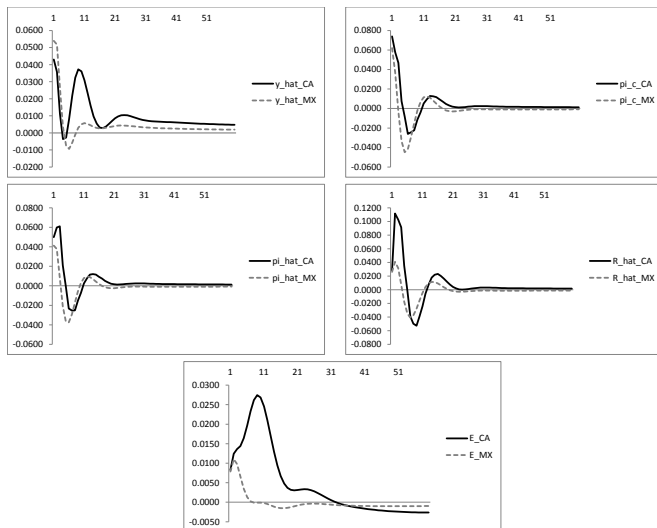 1 11 21 31 41 51
0.0600
0.0500
0.0400
0.0300
0.0200
0.0100
0.0000
-0.0100
-0.0200
y_hat_CA
y_hat_MX
1 11 21 31 41 51
0.0800
0.0600
0.0400
0.0200
0.0000
-0.0200
-0.0400
-0.0600
pi_c_CA
pi_c_MX
1 11 21 31 41 51
0.0800
0.0600
0.0400
0.0200
0.0000
-0.0200
-0.0400
-0.0600
pi_hat_CA
pi_hat_MX
1 11 21 31 41 51
0.1200
0.1000
0.0800
0.0600
0.0400
0.0200
0.0000
-0.0200
-0.0400
-0.0600
-0.0800
R_hat_CA
R_hat_MX
1 11 21 31 41 51
0.0300
0.0250
0.0200
0.0150
0.0100
0.0050
0.0000
-0.0050
E_CA
E_MX